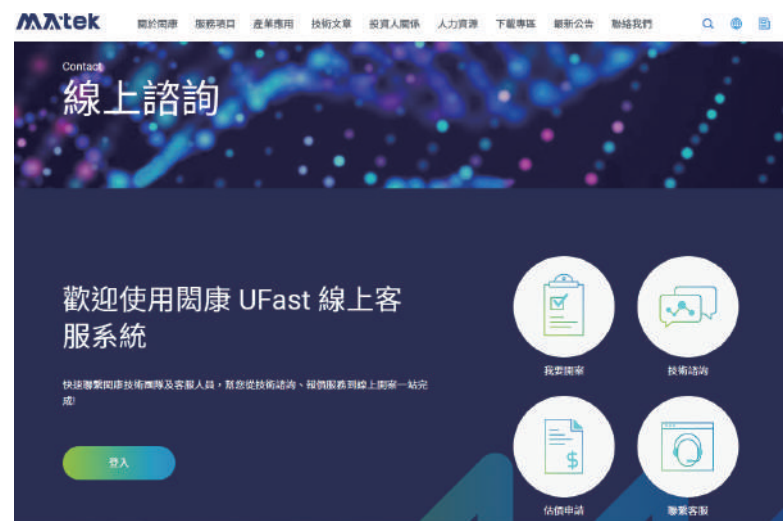 MA-tek
關於閎康 服務項目 產業應用 技術文章 投資人關係 人力資源 下載專區 最新公告 聯絡我們
Contact
線上諮詢
歡迎使用閎康 UFast 線上客
服系統
快速聯繫閎康技術團隊及客服人員，幫您從技術諮詢、報價服務到線上開案一站完
成!
登入
我要開案
技術諮詢
估價申請
聯繫客服